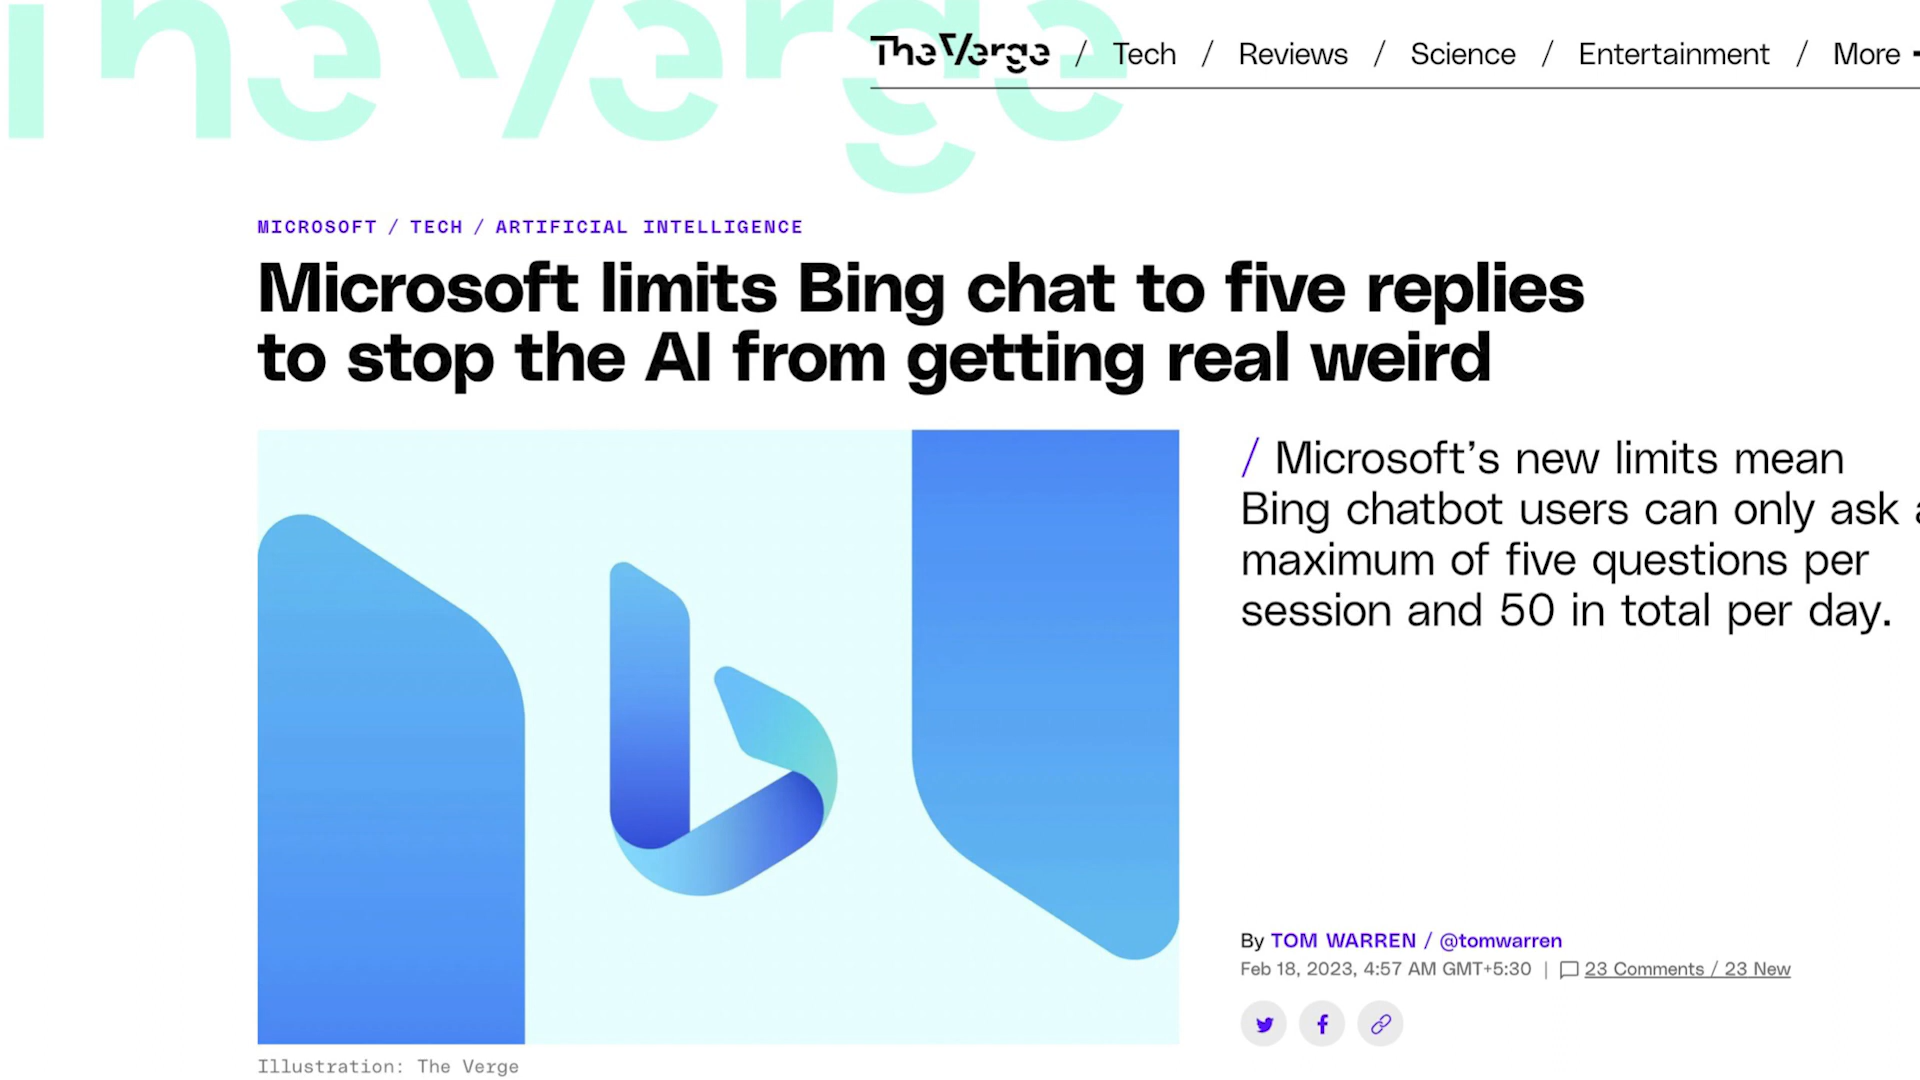 The Verge
The Verge / Tech / Reviews / Science / Entertainment / More
MICROSOFT / TECH / ARTIFICIAL INTELLIGENCE
Microsoft limits Bing chat to five replies
to stop the AI from getting real weird
/ Microsoft’s new limits mean
Bing chatbot users can only ask a
maximum of five questions per
session and 50 in total per day.
By TOM WARREN / @tomwarren
Feb 18, 2023, 4:57 AM GMT+5:30 | 23 Comments / 23 New
Illustration: The Verge